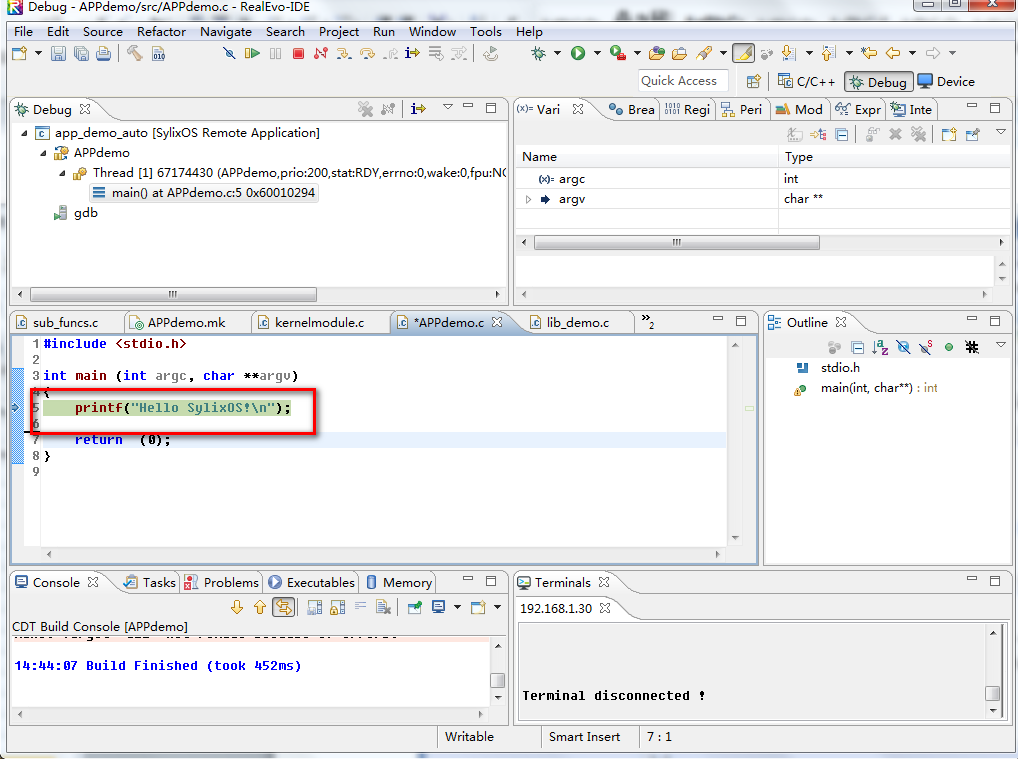 Debug - APPdemo/src/APPdemo.c - RealEvo-IDE
File Edit Source Refactor Navigate Search Project Run Window Tools Help
Quick Access
C/C++ Debug Device
Debug
app_demo_auto [SylixOS Remote Application]
APPdemo
Thread [1] 67174430 (APPdemo,prio:200,stat:RDY,errno:0,wake:0,fpu:NO
main() at APPdemo.c:5 0x60010294
gdb
(x)= Vari Brea Regi Peri Mod Expr Inte
Name Type
(x)= argc int
argv char **
sub_funcs.c APPdemo.mk kernelmodule.c *APPdemo.c lib_demo.c »2
1 #include <stdio.h>
2
3 int main (int argc, char **argv)
4 {
5 printf("Hello SylixOS!\n");
6
7 return (0);
8 }
9
Outline
stdio.h
main(int, char**) : int
Console Tasks Problems Executables Memory
CDT Build Console [APPdemo]
14:44:07 Build Finished (took 452ms)
Terminals
192.168.1.30
Terminal disconnected !
Writable Smart Insert 7 : 1